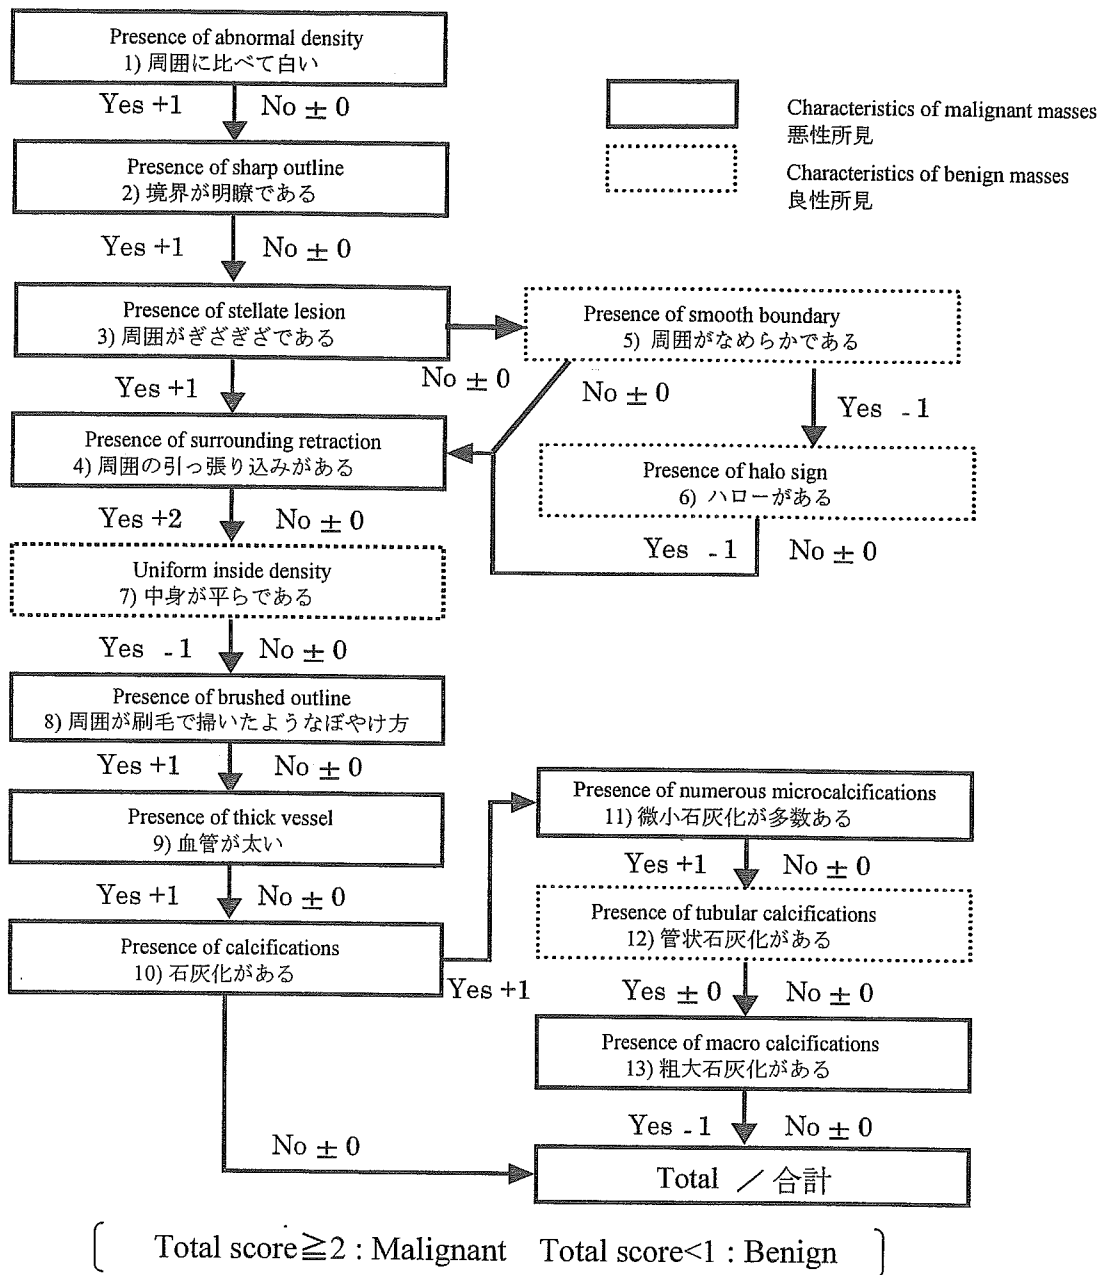 Presence of abnormal density
1) 周囲に比べて白い
Yes +1 No ± 0
Characteristics of malignant masses
悪性所見
Characteristics of benign masses
良性所見
Presence of sharp outline
2) 境界が明瞭である
Yes +1 No ± 0
Presence of stellate lesion
3) 周囲がぎざぎざである
No ± 0
Yes +1
Presence of smooth boundary
5) 周囲がなめらかである
No ± 0
Yes -1
Presence of surrounding retraction
4) 周囲の引っ張り込みがある
Yes +2 No ± 0
Presence of halo sign
6) ハローがある
Yes -1 No ± 0
Uniform inside density
7) 中身が平らである
Yes -1 No ± 0
Presence of brushed outline
8) 周囲が刷毛で掃いたようなぼやけ方
Yes +1 No ± 0
Presence of thick vessel
9) 血管が太い
Yes +1 No ± 0
Presence of calcifications
10) 石灰化がある
Yes +1
No ± 0
Presence of numerous microcalcifications
11) 微小石灰化が多数ある
Yes +1 No ± 0
Presence of tubular calcifications
12) 管状石灰化がある
Yes ± 0 No ± 0
Presence of macro calcifications
13) 粗大石灰化がある
Yes -1 No ± 0
Total ／合計
〔 Total score≧2 : Malignant Total score<1 : Benign 〕